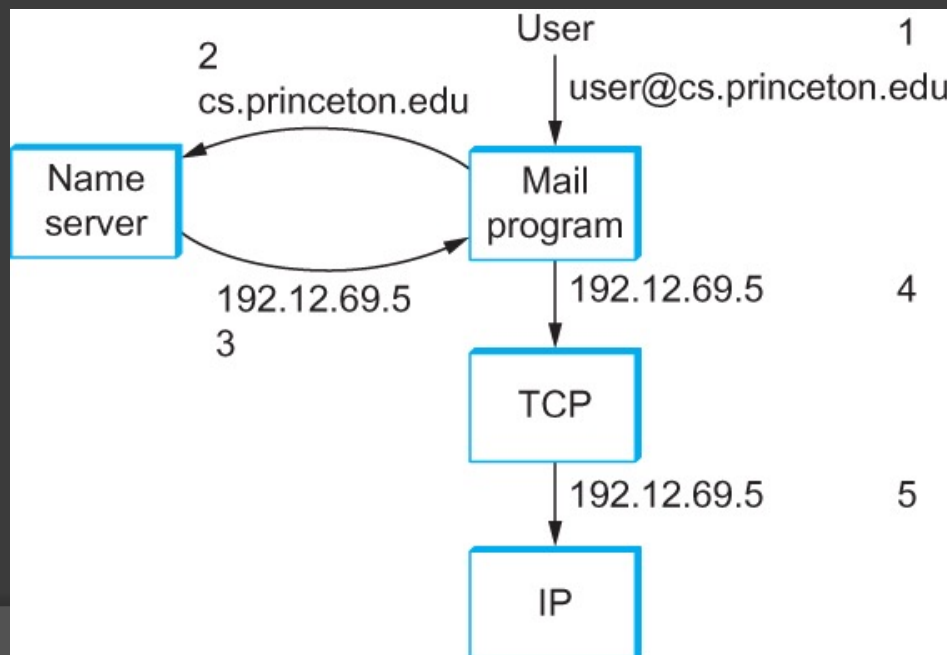 User
1
user@cs.princeton.edu
2
cs.princeton.edu
Name
server
Mail
program
192.12.69.5
3
192.12.69.5
4
TCP
192.12.69.5
5
IP